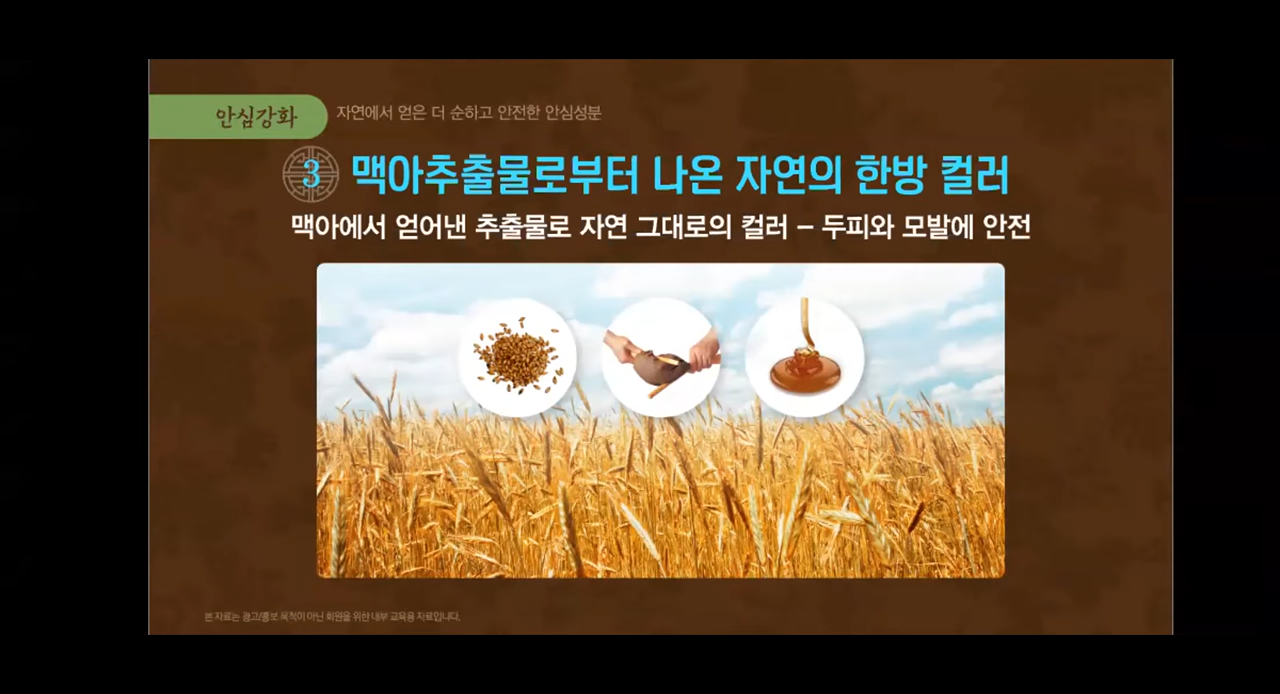 안심강화
자연에서 얻은 더 순하고 안전한 안심성분
3 맥아추출물로부터 나온 자연의 한방 컬러
맥아에서 얻어낸 추출물로 자연 그대로의 컬러 – 두피와 모발에 안전
본 자료는 광고/홍보 목적이 아닌 회원을 위한 내부 교육용 자료입니다.